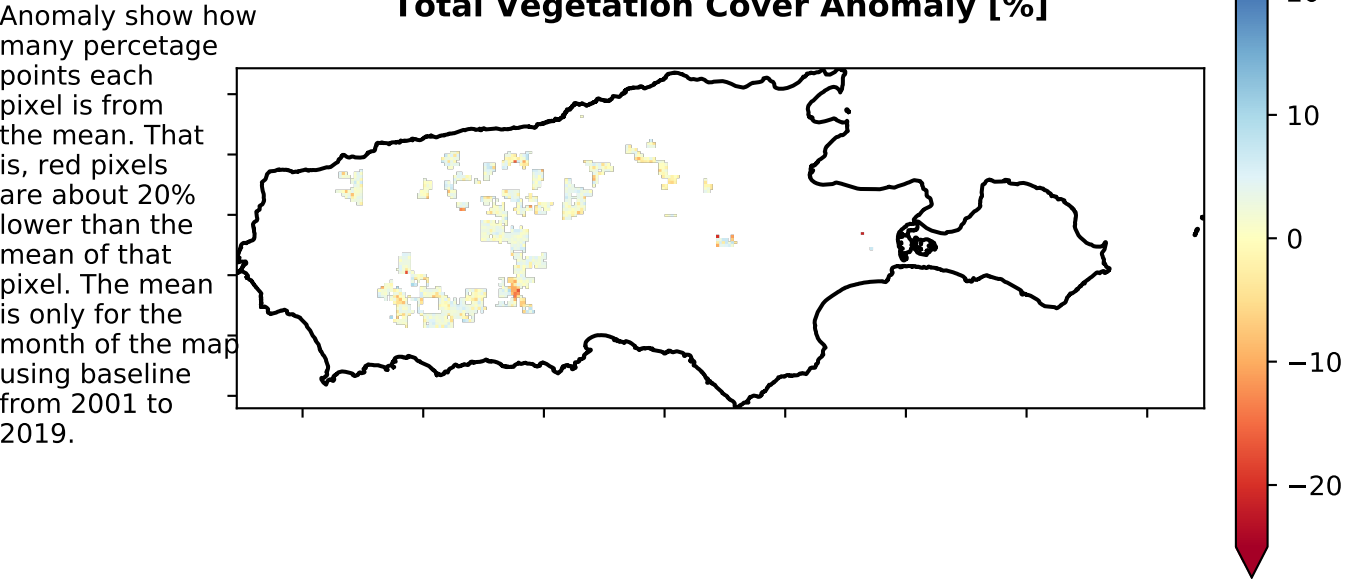 Total Vegetation Cover Anomaly [%]
Anomaly show how
many percetage
points each
pixel is from
the mean. That
is, red pixels
are about 20%
lower than the
mean of that
pixel. The mean
is only for the
month of the map
using baseline
from 2001 to
2019.
10
0
−10
−20